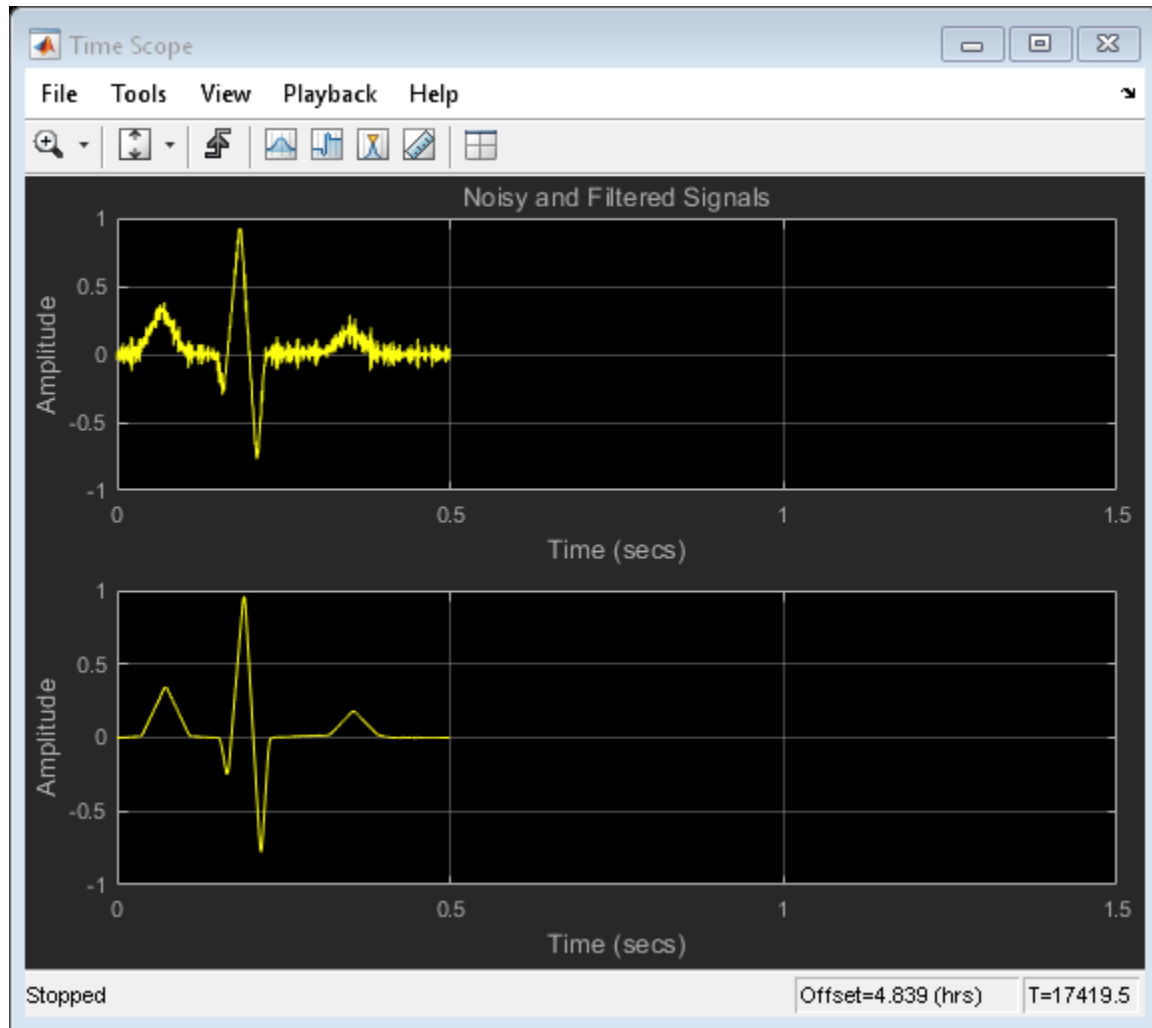 Time Scope
File Tools View Playback Help
Noisy and Filtered Signals
1
0.5
0
-0.5
-1
Amplitude
0 0.5 1 1.5
Time (secs)
1
0.5
0
-0.5
-1
Amplitude
0 0.5 1 1.5
Time (secs)
Stopped Offset=4.839 (hrs) T=17419.5